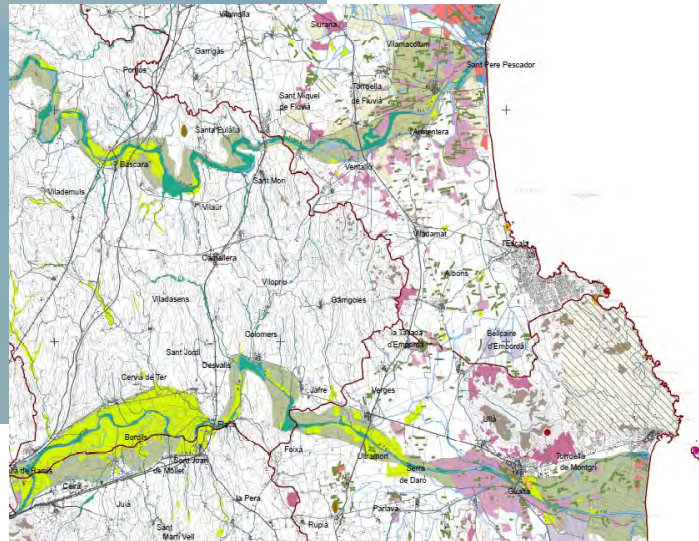 Vilamalla
Siurana
Garrigàs
Vilamacolum
Pontós
Sant Pere Pescador
Sant Miquel
de Fluvià
Torroella
de Fluvià
Santa Eulàlia
l'Armentera
Bàscara
Ventalló
Sant Mori
Vilademuls
Vilaür
Viladamat
l'Escala
Camallera
Albons
Vilopriu
Viladasens
Garrigoles
Colomers
la Tallada
d'Empordà
Bellcaire
d'Empordà
Sant Jordi
Desvalls
Cervià de Ter
Jafre
Verges
Ullà
Flaçà
Bordils
Foixà
Ultramort
Torroella
de Montgrí
Sant Joan
de Mollet
Serra
de Daró
Celrà
Gualta
la Pera
Juià
Parlavà
Rupià
Sant
Martí Vell